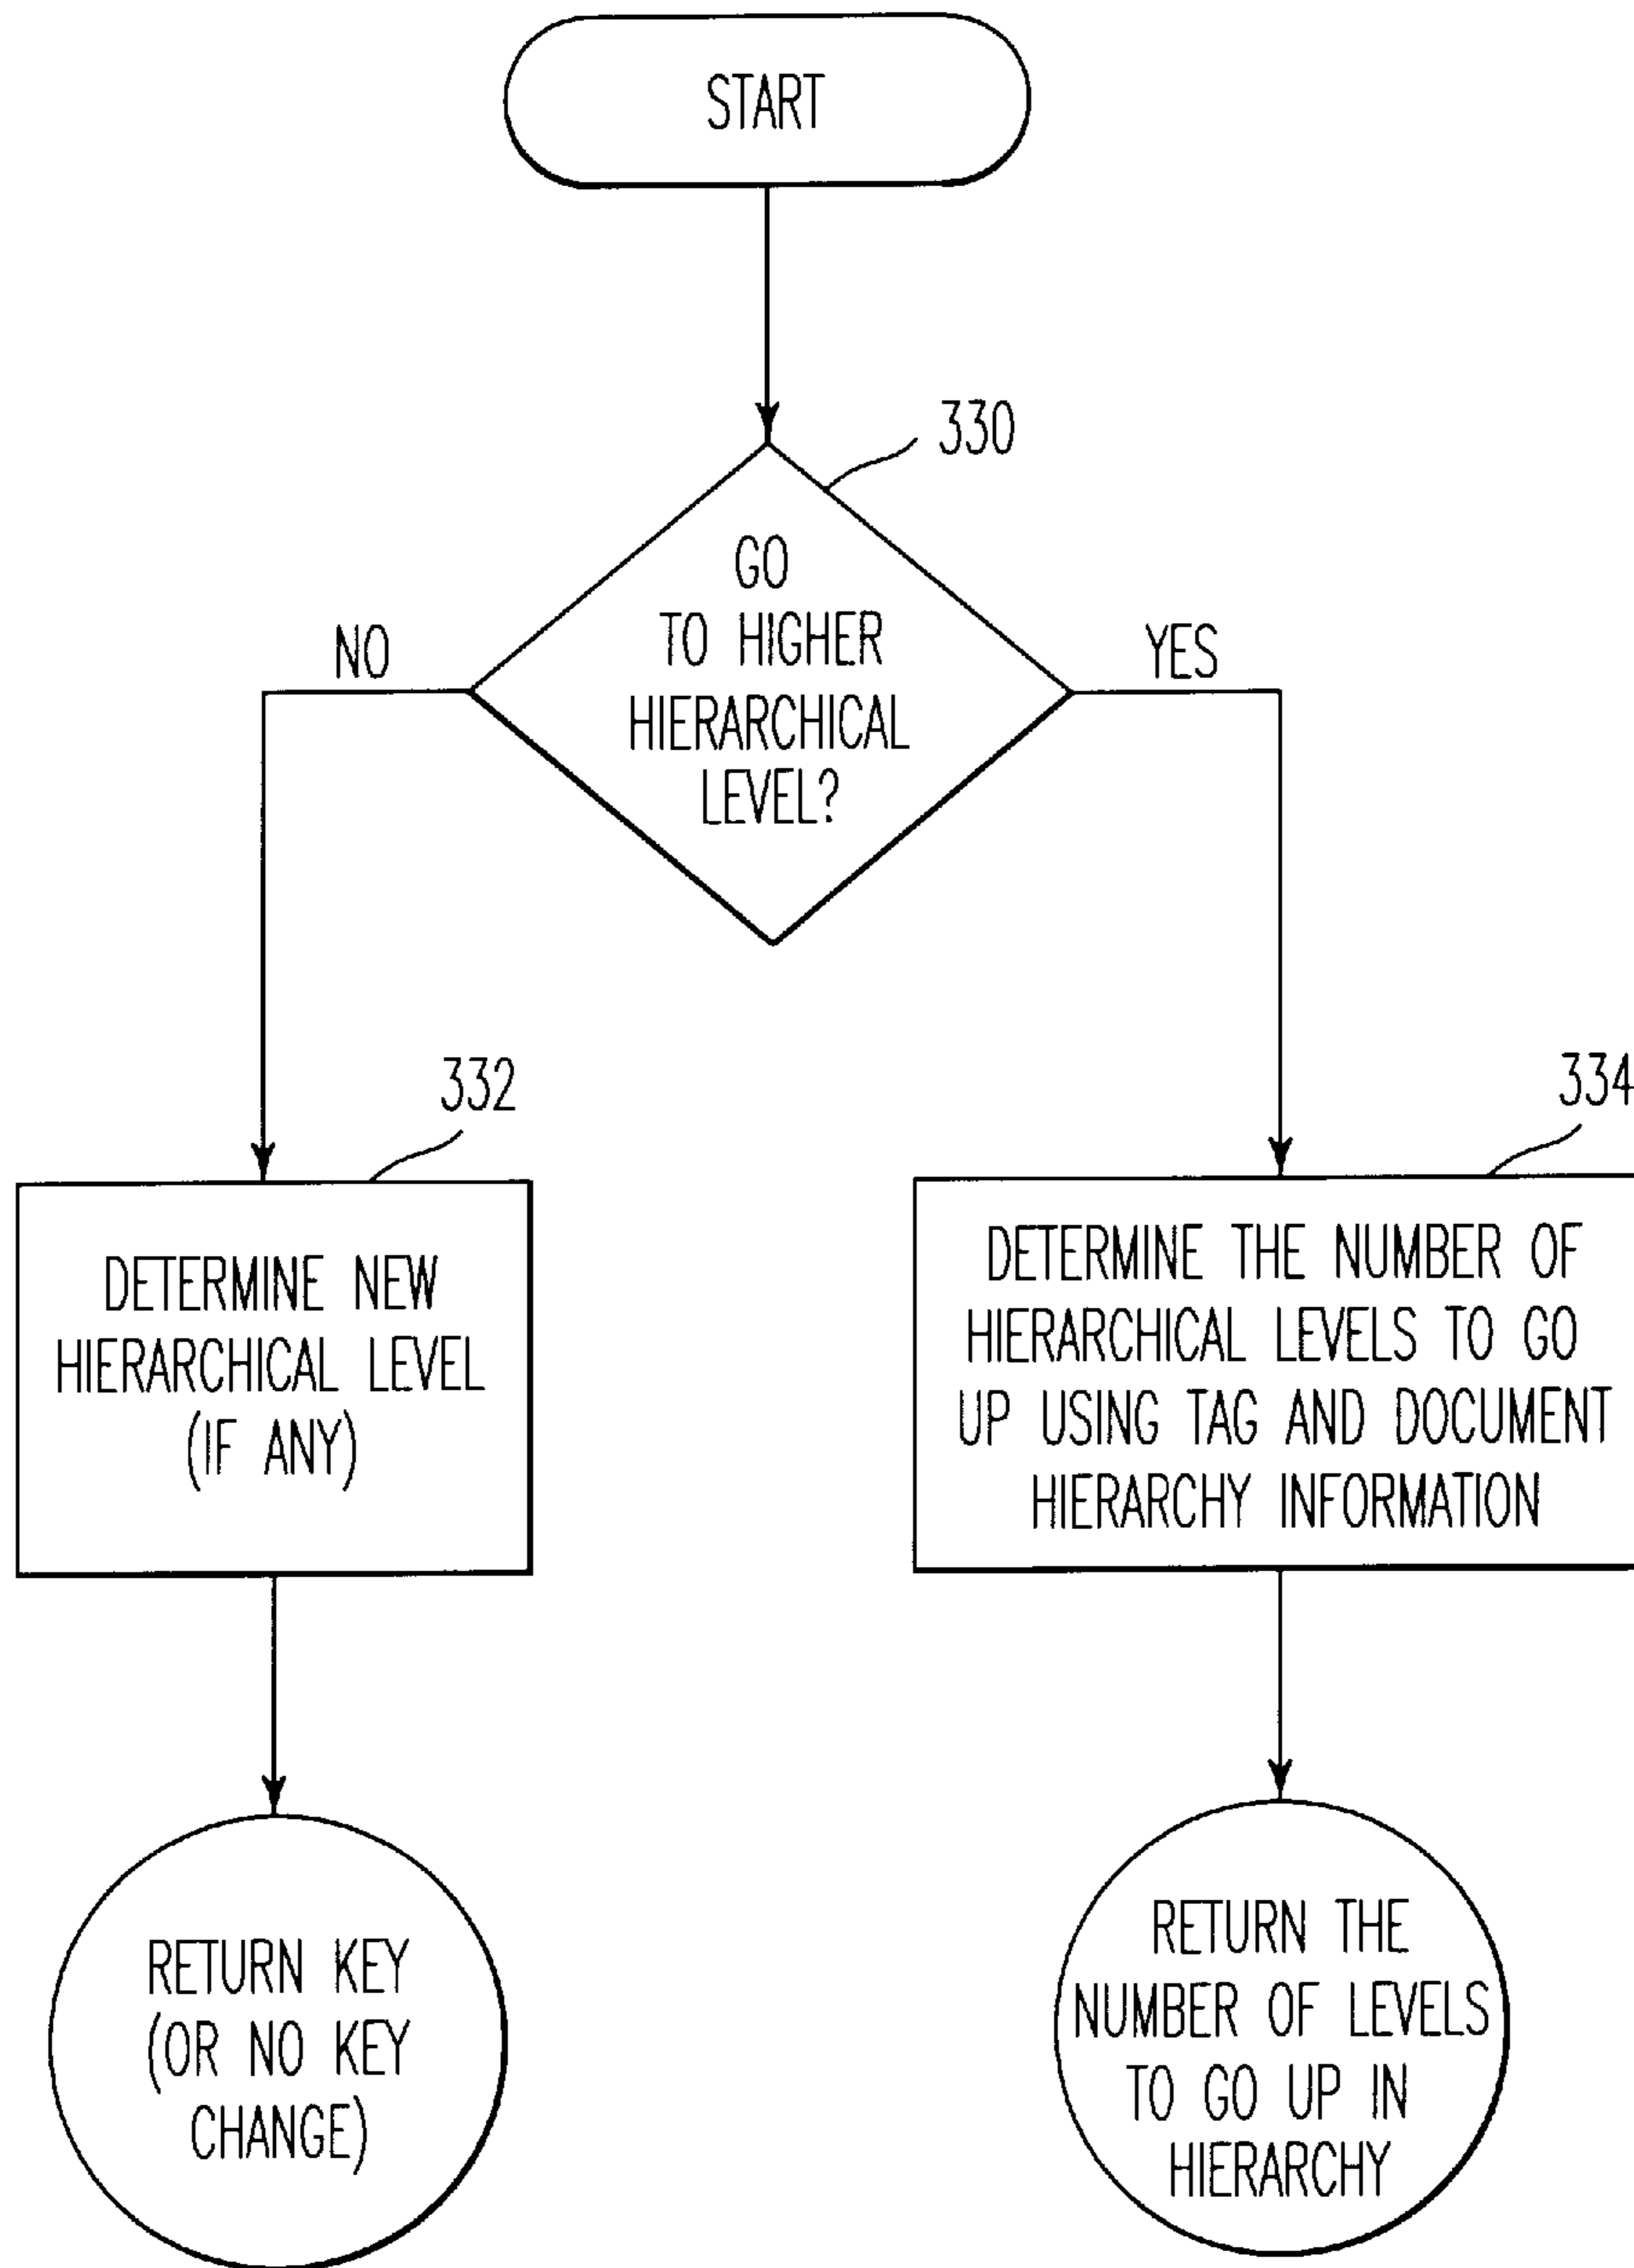 START
330
GO
TO HIGHER
HIERARCHICAL
LEVEL?
NO
YES
332
DETERMINE NEW
HIERARCHICAL LEVEL
(IF ANY)
334
DETERMINE THE NUMBER OF
HIERARCHICAL LEVELS TO GO
UP USING TAG AND DOCUMENT
HIERARCHY INFORMATION
RETURN KEY
(OR NO KEY
CHANGE)
RETURN THE
NUMBER OF LEVELS
TO GO UP IN
HIERARCHY